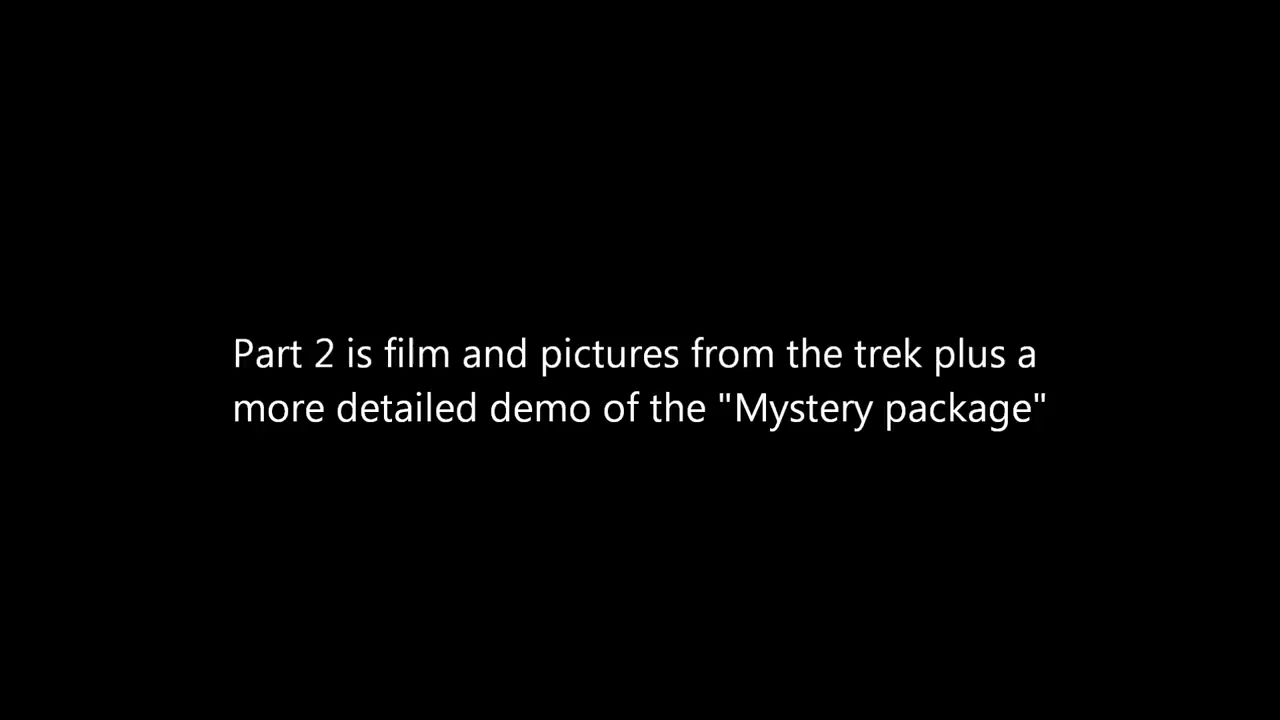 Part 2 is film and pictures from the trek plus a
more detailed demo of the "Mystery package"